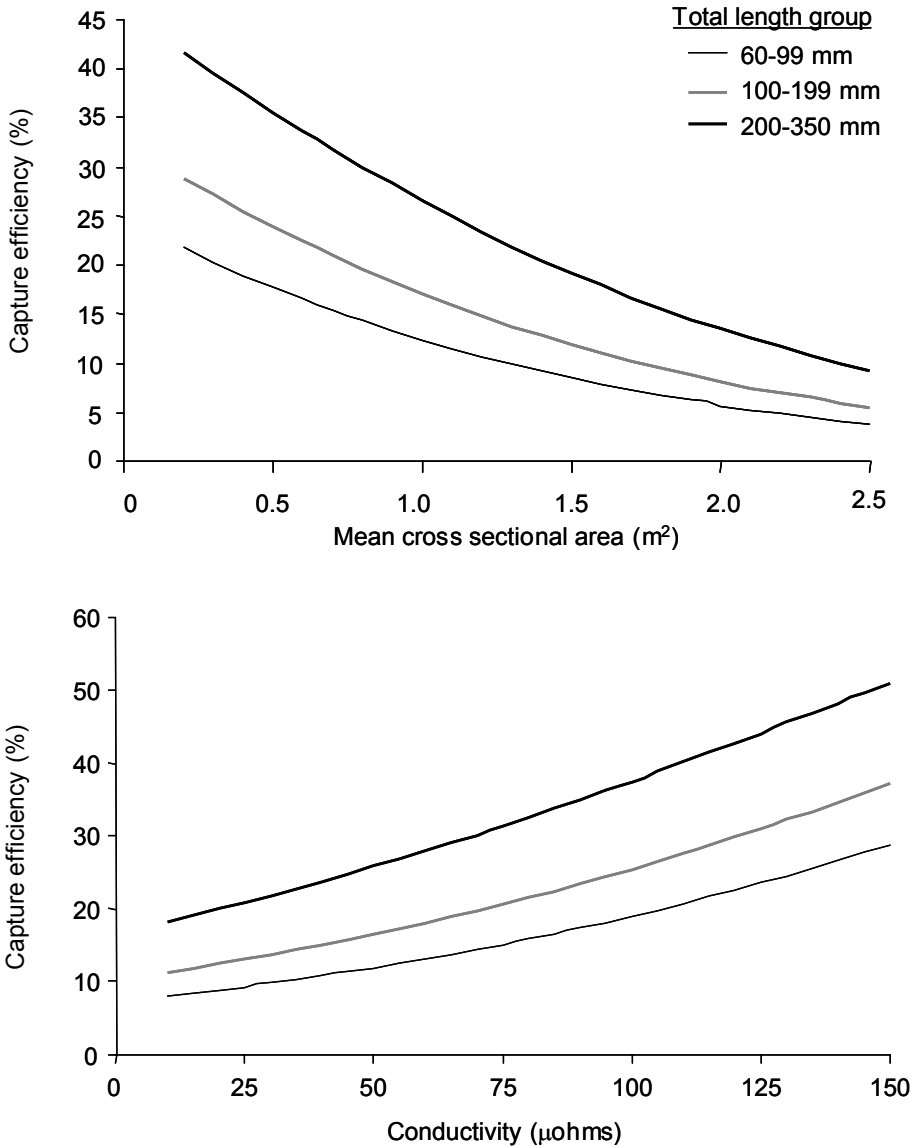 Total length group
60-99 mm
100-199 mm
200-350 mm
Capture efficiency (%)
45
40
35
30
25
20
15
10
5
0
0 0.5 1.0 1.5 2.0 2.5
Mean cross sectional area (m²)
Capture efficiency (%)
60
50
40
30
20
10
0
0 25 50 75 100 125 150
Conductivity (μohms)